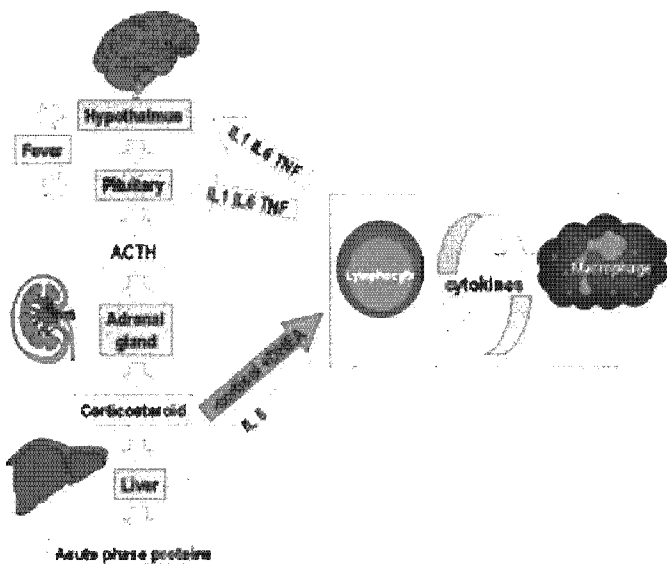 Hypothalmus
Fever
Pituitary
IL1 IL6 TNF
IL1 IL6 TNF
ACTH
Adrenal
gland
Lymphocyte
cytokines
Macrophage
Corticosteroid
IL 6
Liver
Acute phase proteins